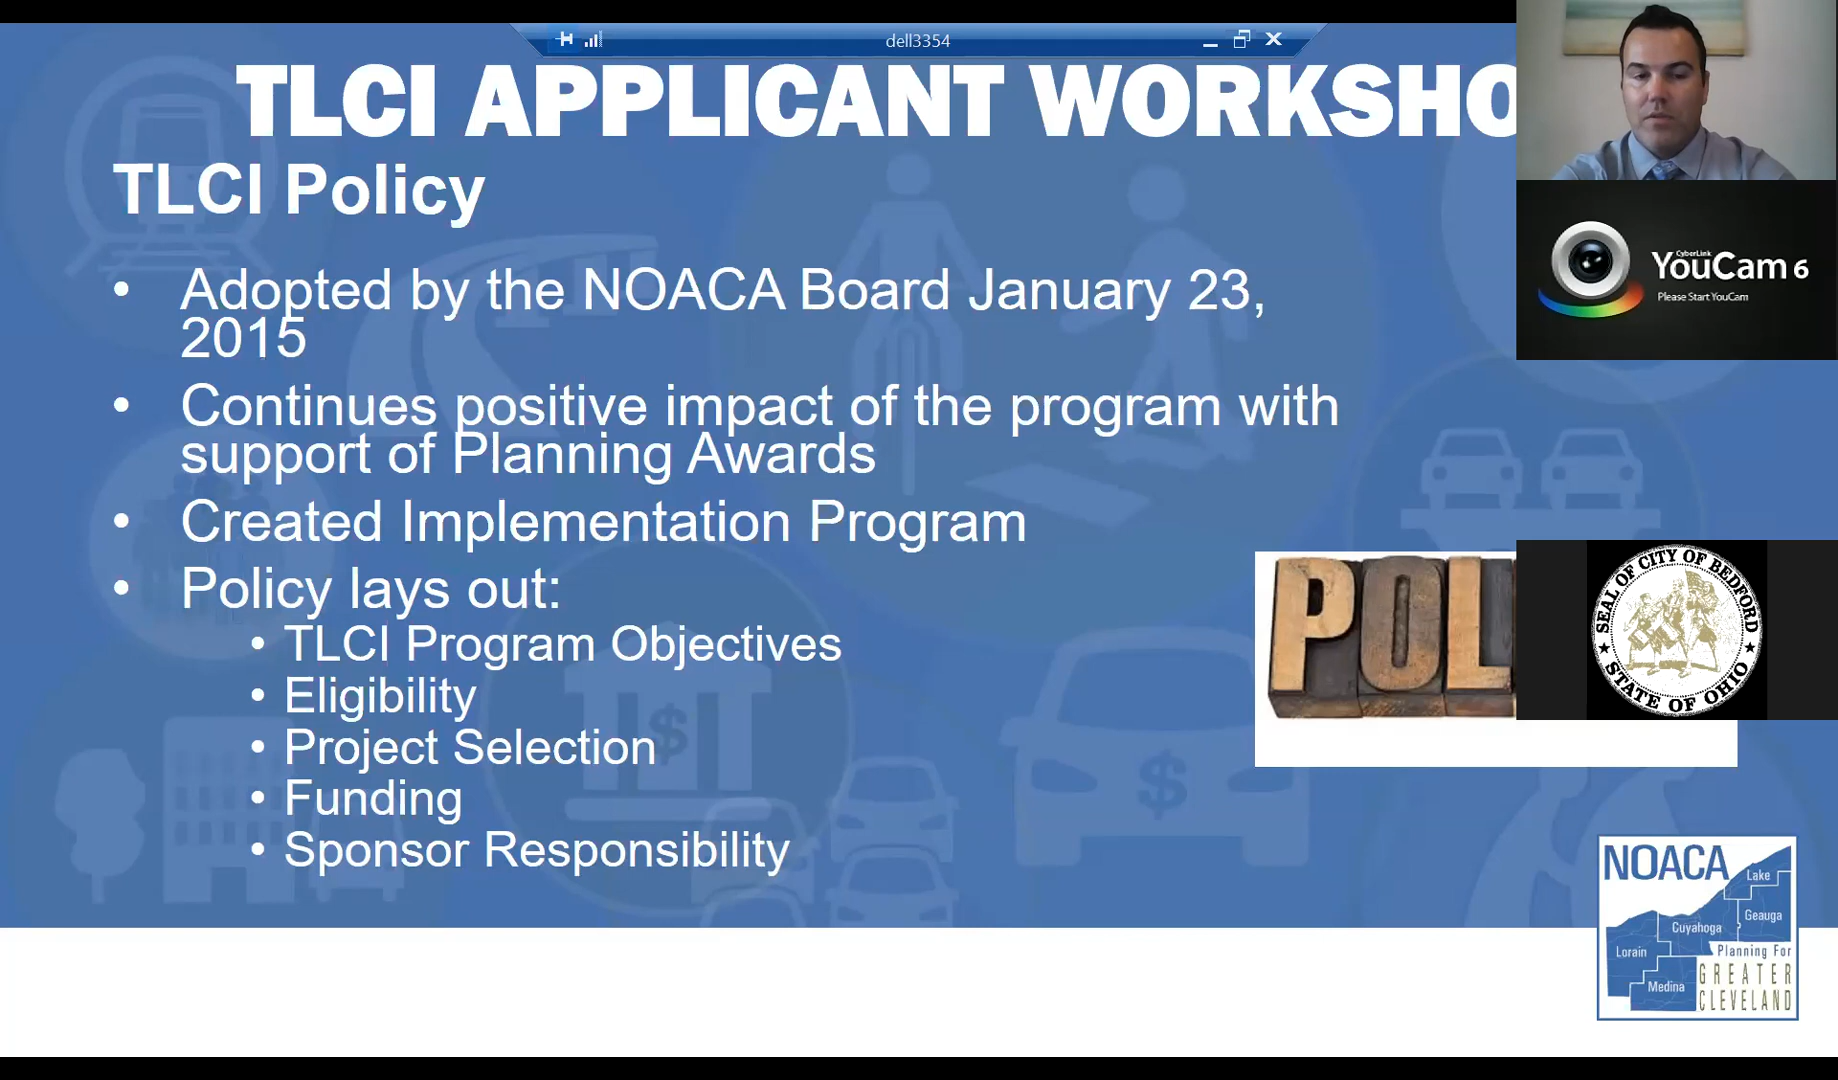 dell3354
TLCI APPLICANT WORKSHO
TLCI Policy
• Adopted by the NOACA Board January 23,
2015
• Continues positive impact of the program with
support of Planning Awards
• Created Implementation Program
• Policy lays out:
• TLCI Program Objectives
• Eligibility
• Project Selection
• Funding
• Sponsor Responsibility
CyberLink
YouCam 6
Please Start YouCam
POL
SEAL OF CITY OF BEDFORD
STATE OF OHIO
NOACA
Lake
Geauga
Cuyahoga
Lorain
Medina
Planning For
GREATER
CLEVELAND